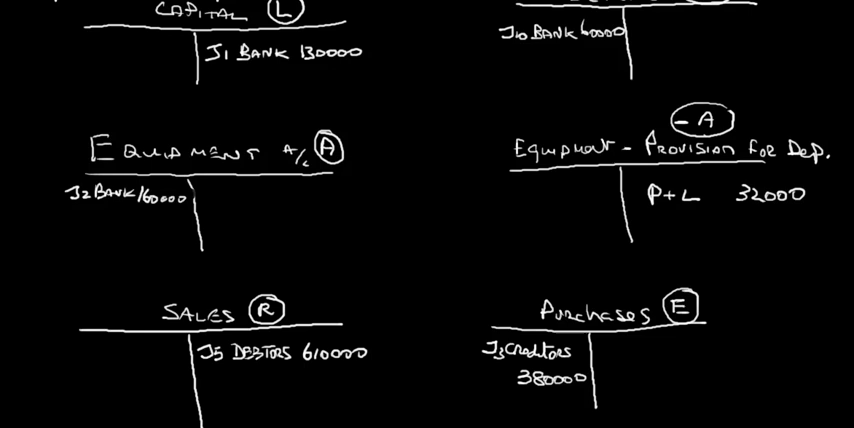 CAPITAL L
J1 BANK 130000
J10 BANK 60000
EQUIPMENT A/c A
J2 BANK 160000
- A
EQUIPMENT - PROVISION FOR DEP.
P+L 32000
SALES R
J5 DEBTORS 610000
PURCHASES E
J3 CREDITORS
380000